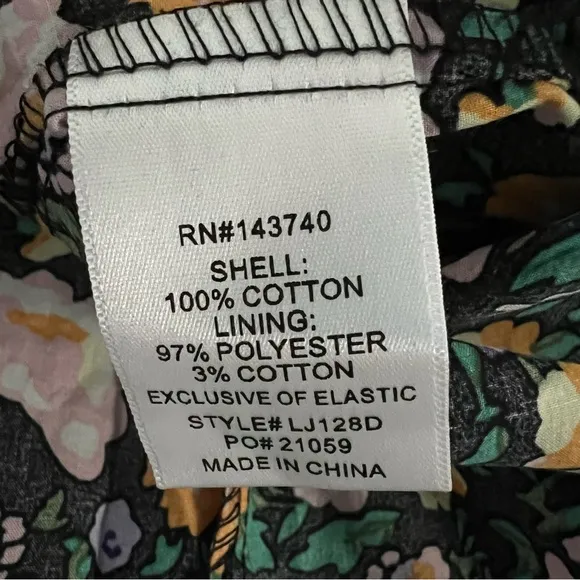 RN#143740
SHELL:
100% COTTON
LINING:
97% POLYESTER
3% COTTON
EXCLUSIVE OF ELASTIC
STYLE# LJ128D
PO# 21059
MADE IN CHINA